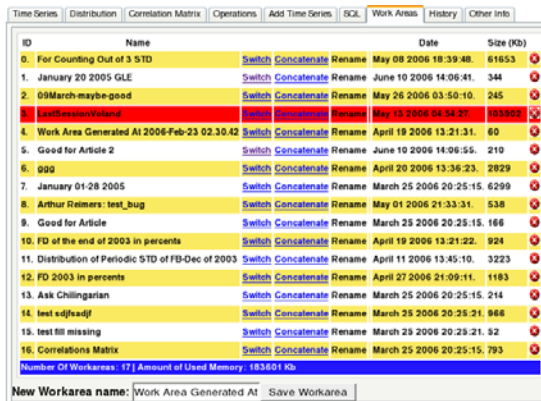 Time Series Distribution Correlation Matrix Operations Add Time Series SQL Work Areas History Other Info
ID Name Date Size (Kb)
0. For Counting Out of 3 STD Switch Concatenate Rename May 08 2006 18:39:48. 61653
1. January 20 2005 GLE Switch Concatenate Rename June 10 2006 14:06:41. 344
2. 09March-maybe-good Switch Concatenate Rename May 26 2006 03:50:10. 245
3. LastSessionVoland Switch Concatenate Rename May 13 2006 04:54:27. 103902
4. Work Area Generated At 2006-Feb-23 02.30.42 Switch Concatenate Rename April 19 2006 13:21:31. 60
5. Good for Article 2 Switch Concatenate Rename June 10 2006 14:06:55. 210
6. ggg Switch Concatenate Rename April 20 2006 13:36:23. 2829
7. January 01-28 2005 Switch Concatenate Rename March 25 2006 20:25:15. 6299
8. Arthur Reimers: test_bug Switch Concatenate Rename May 01 2006 21:33:31. 538
9. Good for Article Switch Concatenate Rename March 25 2006 20:25:15. 166
10. FD of the end of 2003 in percents Switch Concatenate Rename April 19 2006 13:21:22. 924
11. Distribution of Periodic STD of FB-Dec of 2003 Switch Concatenate Rename April 11 2006 13:45:10. 3223
12. FD 2003 in percents Switch Concatenate Rename April 27 2006 21:09:11. 1183
13. Ask Chilingarian Switch Concatenate Rename March 25 2006 20:25:15. 214
14. test sdjfsadjf Switch Concatenate Rename March 25 2006 20:25:21. 966
15. test fill missing Switch Concatenate Rename March 25 2006 20:25:21. 52
16. Correlations Matrix Switch Concatenate Rename March 25 2006 20:25:15. 793
Number Of Workareas: 17 | Amount of Used Memory: 183601 Kb
New Workarea name: Work Area Generated At Save Workarea